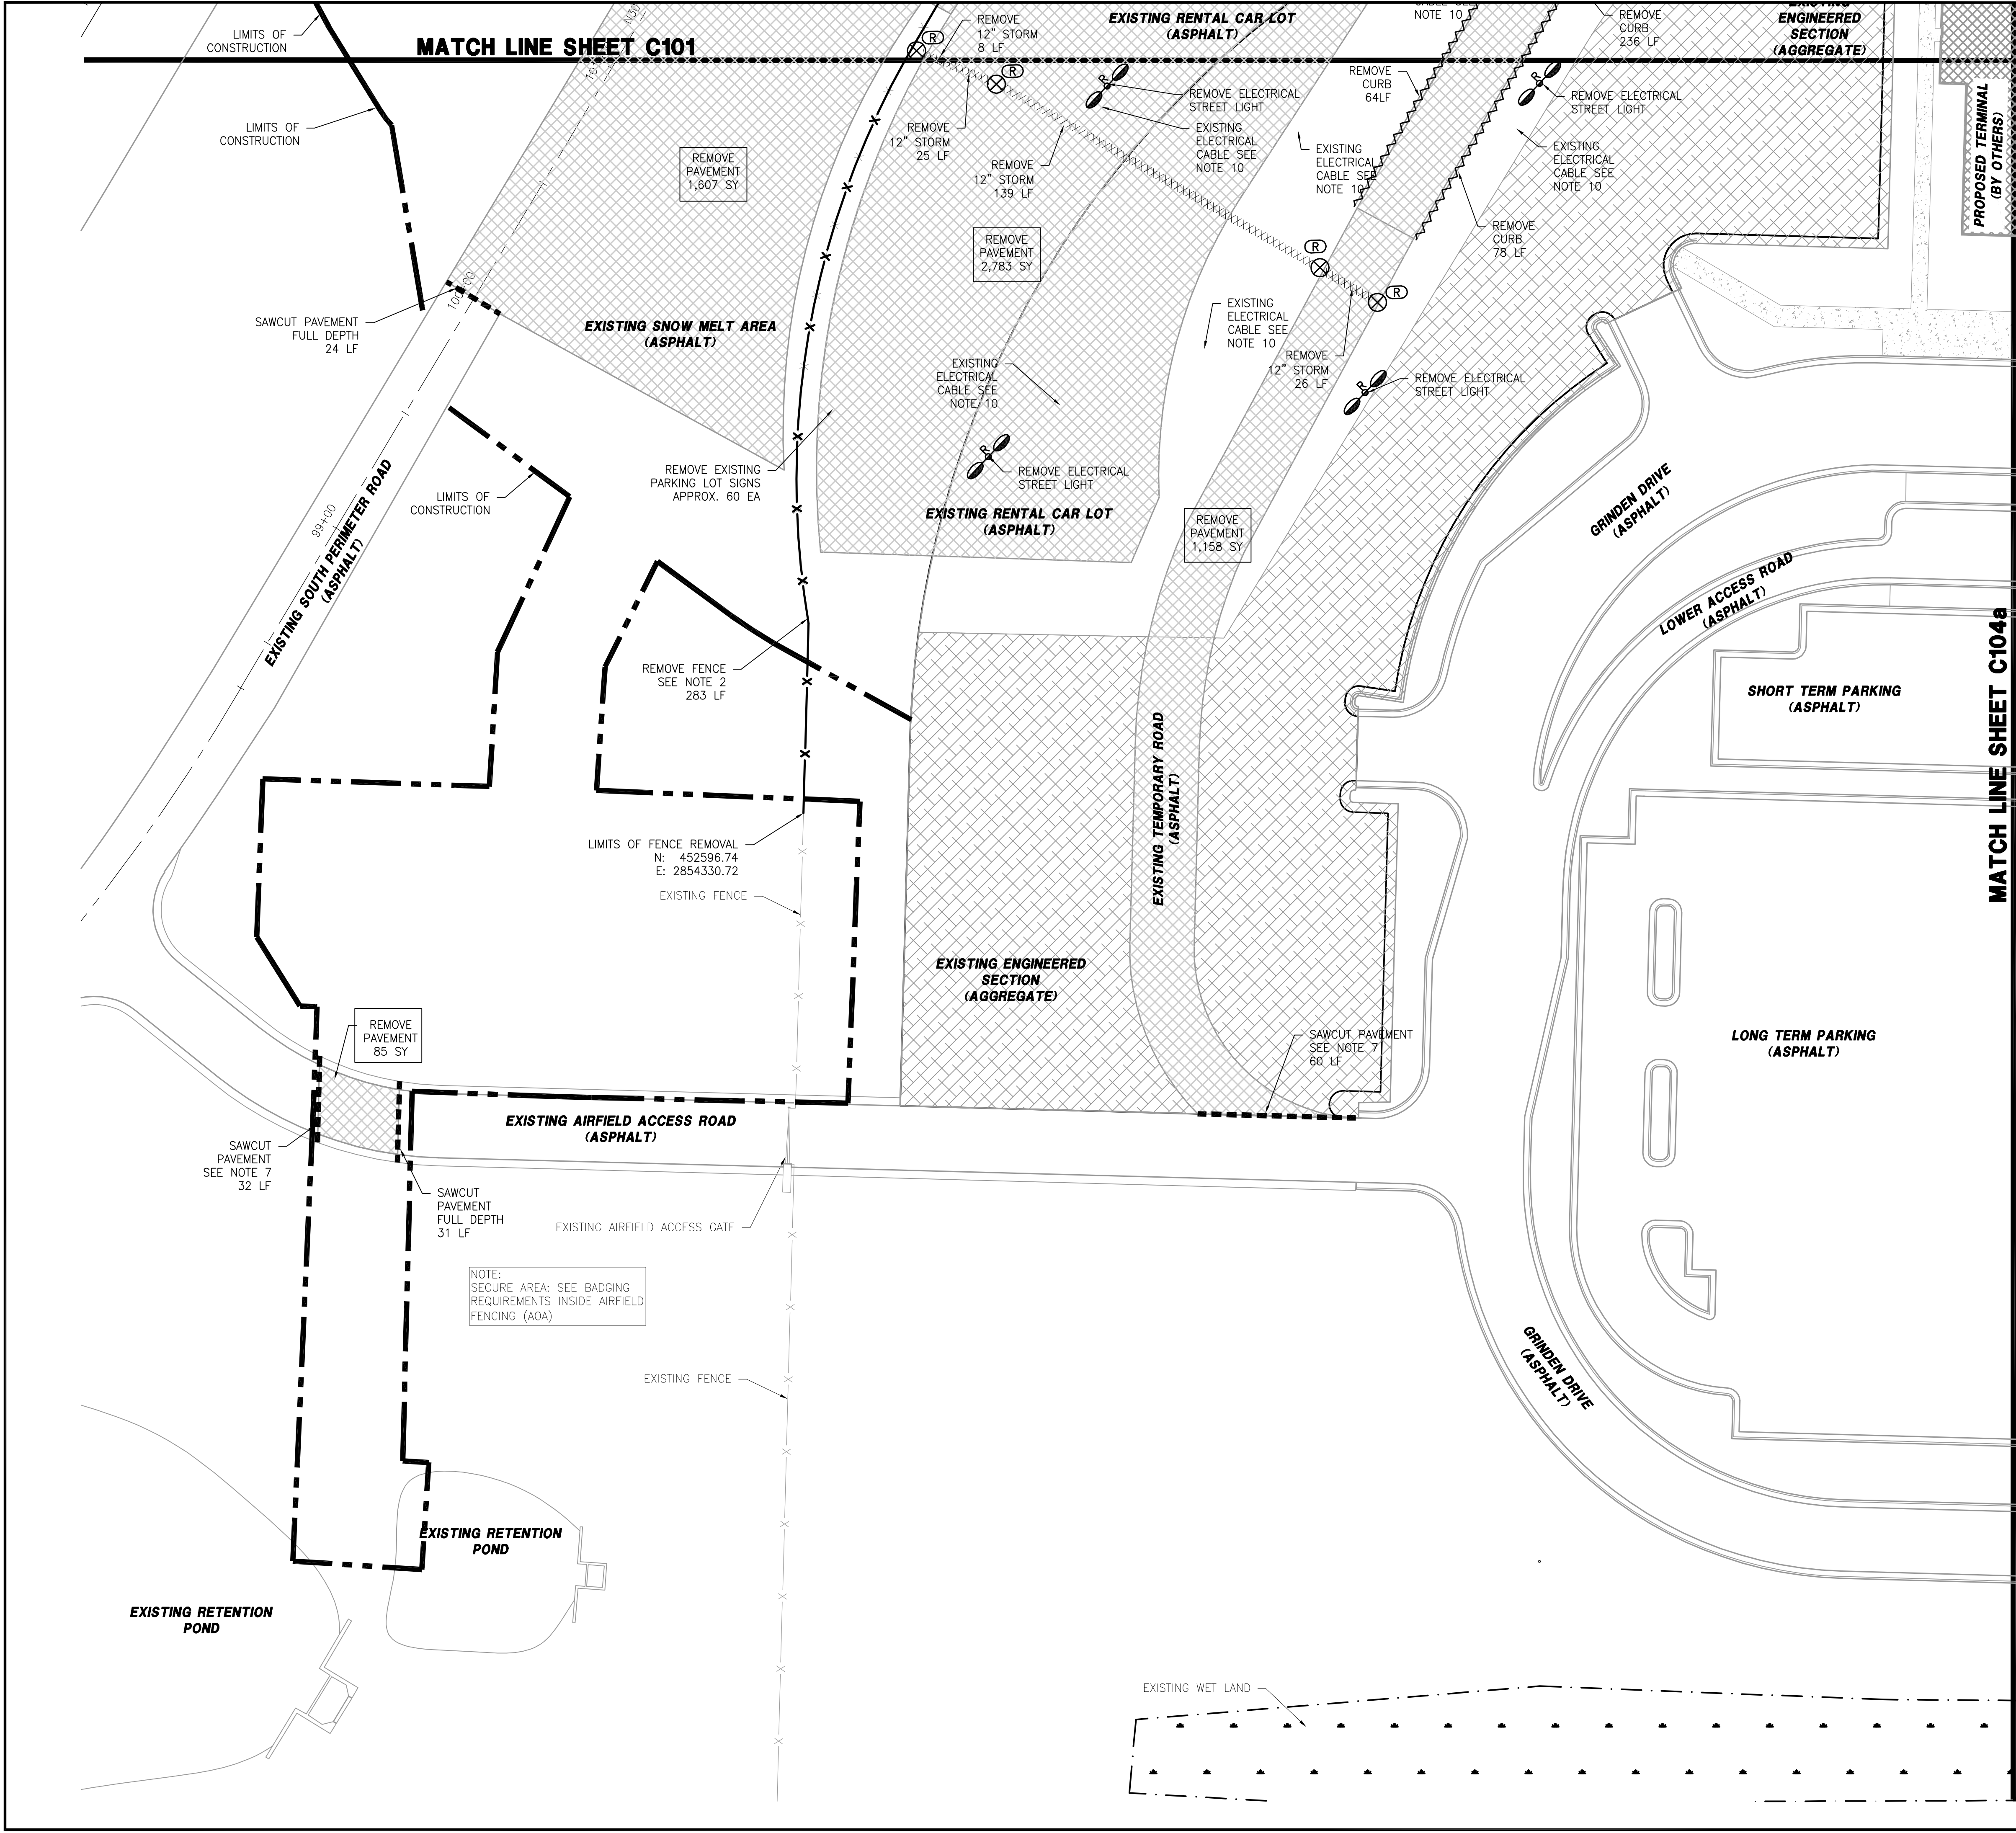 LIMITS OF
CONSTRUCTION
MATCH LINE SHEET C101
LIMITS OF
CONSTRUCTION
N30
REMOVE
12" STORM
8 LF
R
R
EXISTING RENTAL CAR LOT
(ASPHALT)
CABLE SEE
NOTE 10
REMOVE
CURB
236 LF
EXISTING
ENGINEERED
SECTION
(AGGREGATE)
REMOVE
CURB
64LF
R
REMOVE ELECTRICAL
STREET LIGHT
R
REMOVE ELECTRICAL
STREET LIGHT
PROPOSED TERMINAL
(BY OTHERS)
REMOVE
PAVEMENT
1,607 SY
REMOVE
12" STORM
25 LF
REMOVE
12" STORM
139 LF
EXISTING
ELECTRICAL
CABLE SEE
NOTE 10
EXISTING
ELECTRICAL
CABLE SEE
NOTE 10
EXISTING
ELECTRICAL
CABLE SEE
NOTE 10
REMOVE
CURB
78 LF
REMOVE
PAVEMENT
2,783 SY
R
R
100+00
SAWCUT PAVEMENT
FULL DEPTH
24 LF
EXISTING SNOW MELT AREA
(ASPHALT)
EXISTING
ELECTRICAL
CABLE SEE
NOTE 10
EXISTING
ELECTRICAL
CABLE SEE
NOTE 10
REMOVE
12" STORM
26 LF
R
REMOVE ELECTRICAL
STREET LIGHT
REMOVE EXISTING
PARKING LOT SIGNS
APPROX. 60 EA
R
REMOVE ELECTRICAL
STREET LIGHT
LIMITS OF
CONSTRUCTION
EXISTING RENTAL CAR LOT
(ASPHALT)
REMOVE
PAVEMENT
1,158 SY
99+00
EXISTING SOUTH PERIMETER ROAD
(ASPHALT)
GRINDEN DRIVE
(ASPHALT)
LOWER ACCESS ROAD
(ASPHALT)
REMOVE FENCE
SEE NOTE 2
283 LF
SHORT TERM PARKING
(ASPHALT)
MATCH LINE SHEET C104a
EXISTING TEMPORARY ROAD
(ASPHALT)
LIMITS OF FENCE REMOVAL
N: 452596.74
E: 2854330.72
EXISTING FENCE
EXISTING ENGINEERED
SECTION
(AGGREGATE)
REMOVE
PAVEMENT
85 SY
SAWCUT PAVEMENT
SEE NOTE 7
60 LF
LONG TERM PARKING
(ASPHALT)
EXISTING AIRFIELD ACCESS ROAD
(ASPHALT)
SAWCUT
PAVEMENT
SEE NOTE 7
32 LF
SAWCUT
PAVEMENT
FULL DEPTH
31 LF
EXISTING AIRFIELD ACCESS GATE
NOTE:
SECURE AREA: SEE BADGING
REQUIREMENTS INSIDE AIRFIELD
FENCING (AOA)
EXISTING FENCE
GRINDEN DRIVE
(ASPHALT)
EXISTING RETENTION
POND
EXISTING RETENTION
POND
EXISTING WET LAND